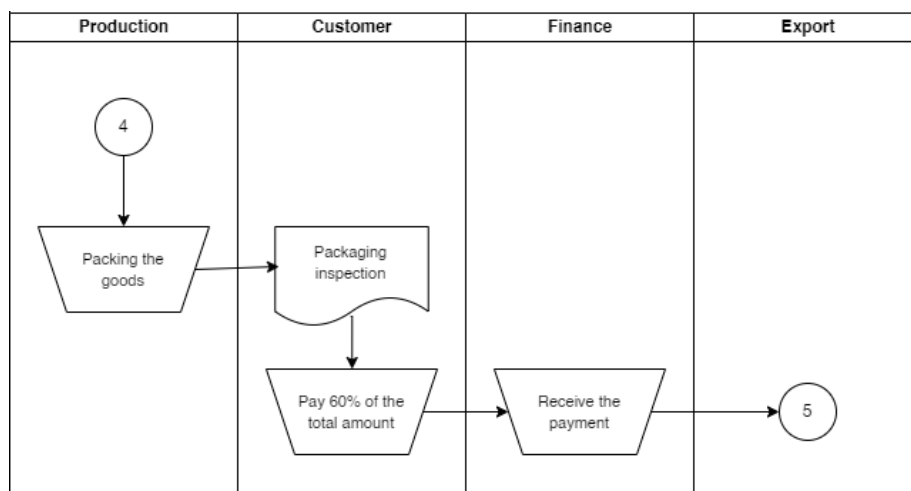 Production
Customer
Finance
Export
4
Packing the
goods
Packaging
inspection
Pay 60% of the
total amount
Receive the
payment
5